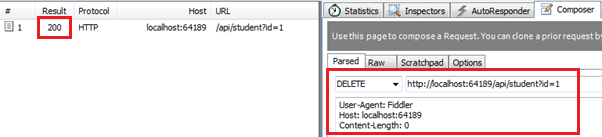 # Result Protocol Host URL
1 200 HTTP localhost:64189 /api/student?id=1
Statistics Inspectors AutoResponder Composer
Use this page to compose a Request. You can clone a prior request by
Parsed Raw Scratchpad Options
DELETE http://localhost:64189/api/student?id=1
User-Agent: Fiddler
Host: localhost:64189
Content-Length: 0